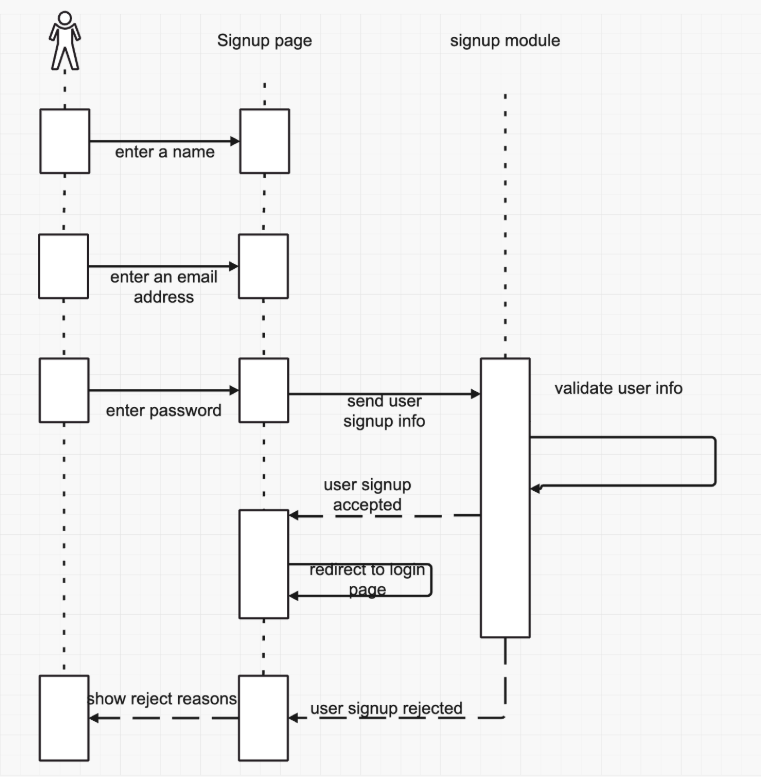 Signup page
signup module
enter a name
enter an email
address
enter password
send user
signup info
validate user info
user signup
accepted
redirect to login
page
show reject reasons
user signup rejected